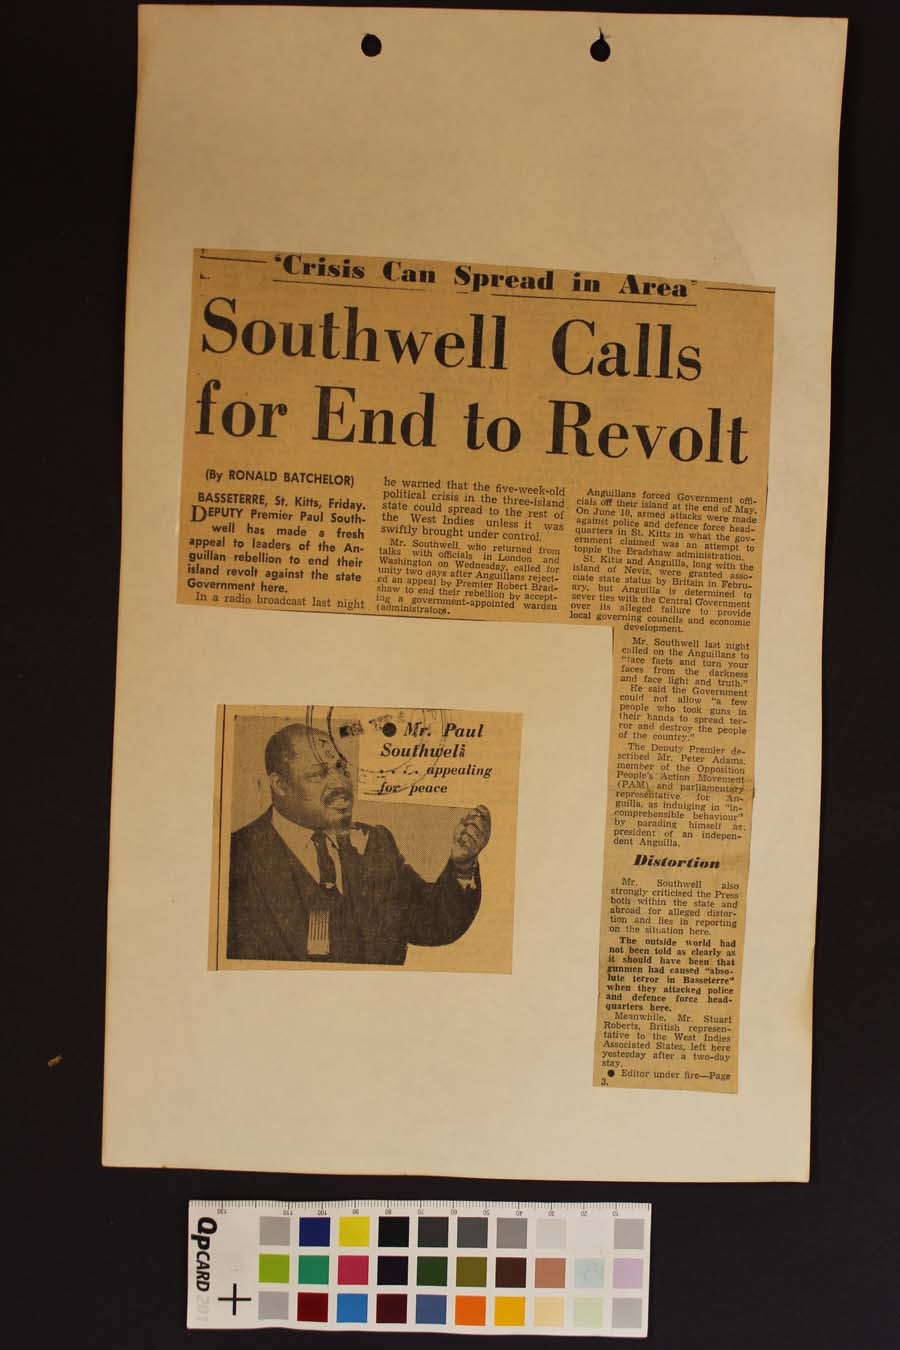 'Crisis Can Spread in Area'
Southwell Calls
for End to Revolt
(By RONALD BATCHELOR)
BASSETERRE, St. Kitts, Friday.
DEPUTY Premier Paul South-
well has made a fresh
appeal to leaders of the An-
guillan rebellion to end their
island revolt against the state
Government here.
In a radio broadcast last night
he warned that the five-week-old
political crisis in the three-island
state could spread to the rest of
the West Indies unless it was
swiftly brought under control.
Mr. Southwell, who returned from
talks with officials in London and
Washington on Wednesday, called for
unity two days after Anguillans reject-
ed an appeal by Premier Robert Brad-
shaw to end their rebellion by accept-
ing a government-appointed warden
(administrator).
Anguillans forced Government offi-
cials off their island at the end of May.
On June 10, armed attacks were made
against police and defence force head-
quarters in St. Kitts in what the gov-
ernment claimed was an attempt to
topple the Bradshaw administration.
St. Kitts and Anguilla, long with the
island of Nevis, were granted asso-
ciate state status by Britain in Febru-
ary, but Anguilla is determined to
sever ties with the Central Government
over its alleged failure to provide
local governing councils and economic
development.
Mr. Southwell last night
called on the Anguillans to
"face facts and turn your
faces from the darkness
and face light and truth."
He said the Government
could not allow "a few
people who took guns in
their hands to spread ter-
ror and destroy the people
of the country."
The Deputy Premier de-
scribed Mr. Peter Adams,
member of the Opposition
People's Action Movement
(PAM) and parliamentary
representative for An-
guilla, as indulging in "in-
comprehensible behaviour"
by parading himself as
president of an indepen-
dent Anguilla.
Distortion
Mr. Southwell also
strongly criticised the Press
both within the state and
abroad for alleged distor-
tion and lies in reporting
on the situation here.
The outside world had
not been told as clearly as
it should have been that
gunmen had caused "abso-
lute terror in Basseterre"
when they attacked police
and defence force head-
quarters here.
Meanwhile, Mr. Stuart
Roberts, British represen-
tative to the West Indies
Associated States, left here
yesterday after a two-day
stay.
● Editor under fire—Page
3.
● Mr. Paul
Southwell
. . . . appealing
for peace
QPCARD 201
130 110 100 90 80 70 60 50 40 30 20 10